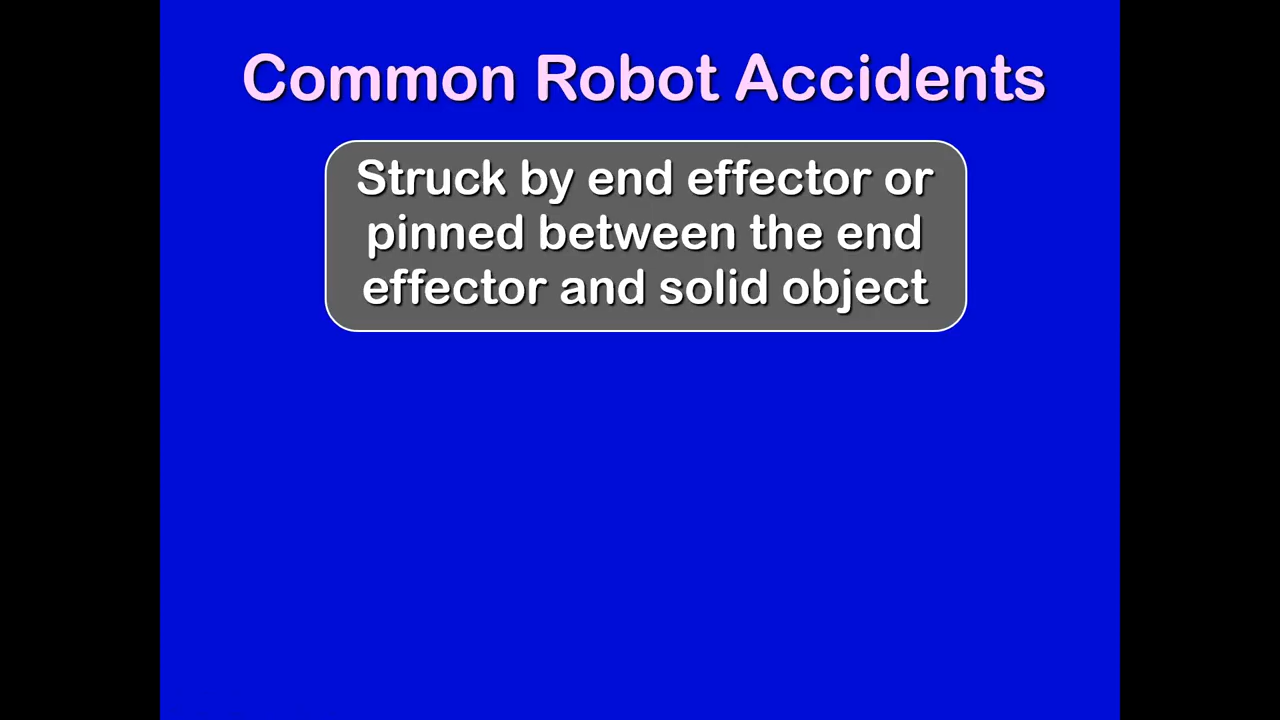 Common Robot Accidents
Struck by end effector or
pinned between the end
effector and solid object